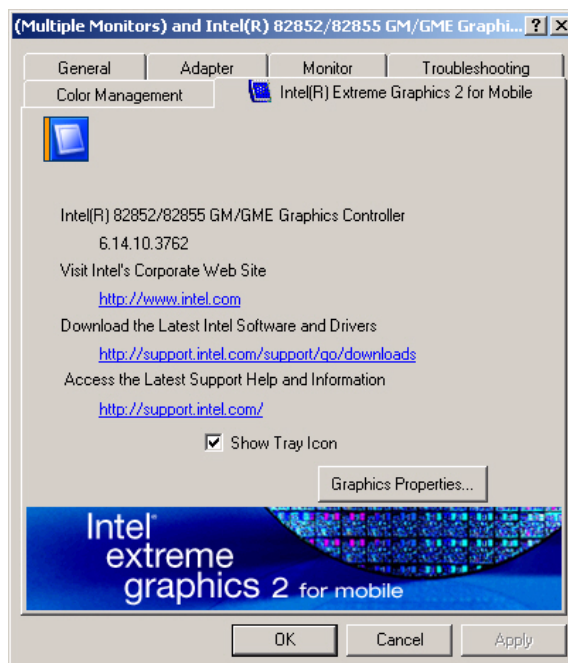 (Multiple Monitors) and Intel(R) 82852/82855 GM/GME Graphi...
General Adapter Monitor Troubleshooting
Color Management Intel(R) Extreme Graphics 2 for Mobile
Intel(R) 82852/82855 GM/GME Graphics Controller
6.14.10.3762
Visit Intel's Corporate Web Site
http://www.intel.com
Download the Latest Intel Software and Drivers
http://support.intel.com/support/go/downloads
Access the Latest Support Help and Information
http://support.intel.com/
Show Tray Icon
Graphics Properties...
Intel®
extreme
graphics 2 for mobile
OK Cancel Apply